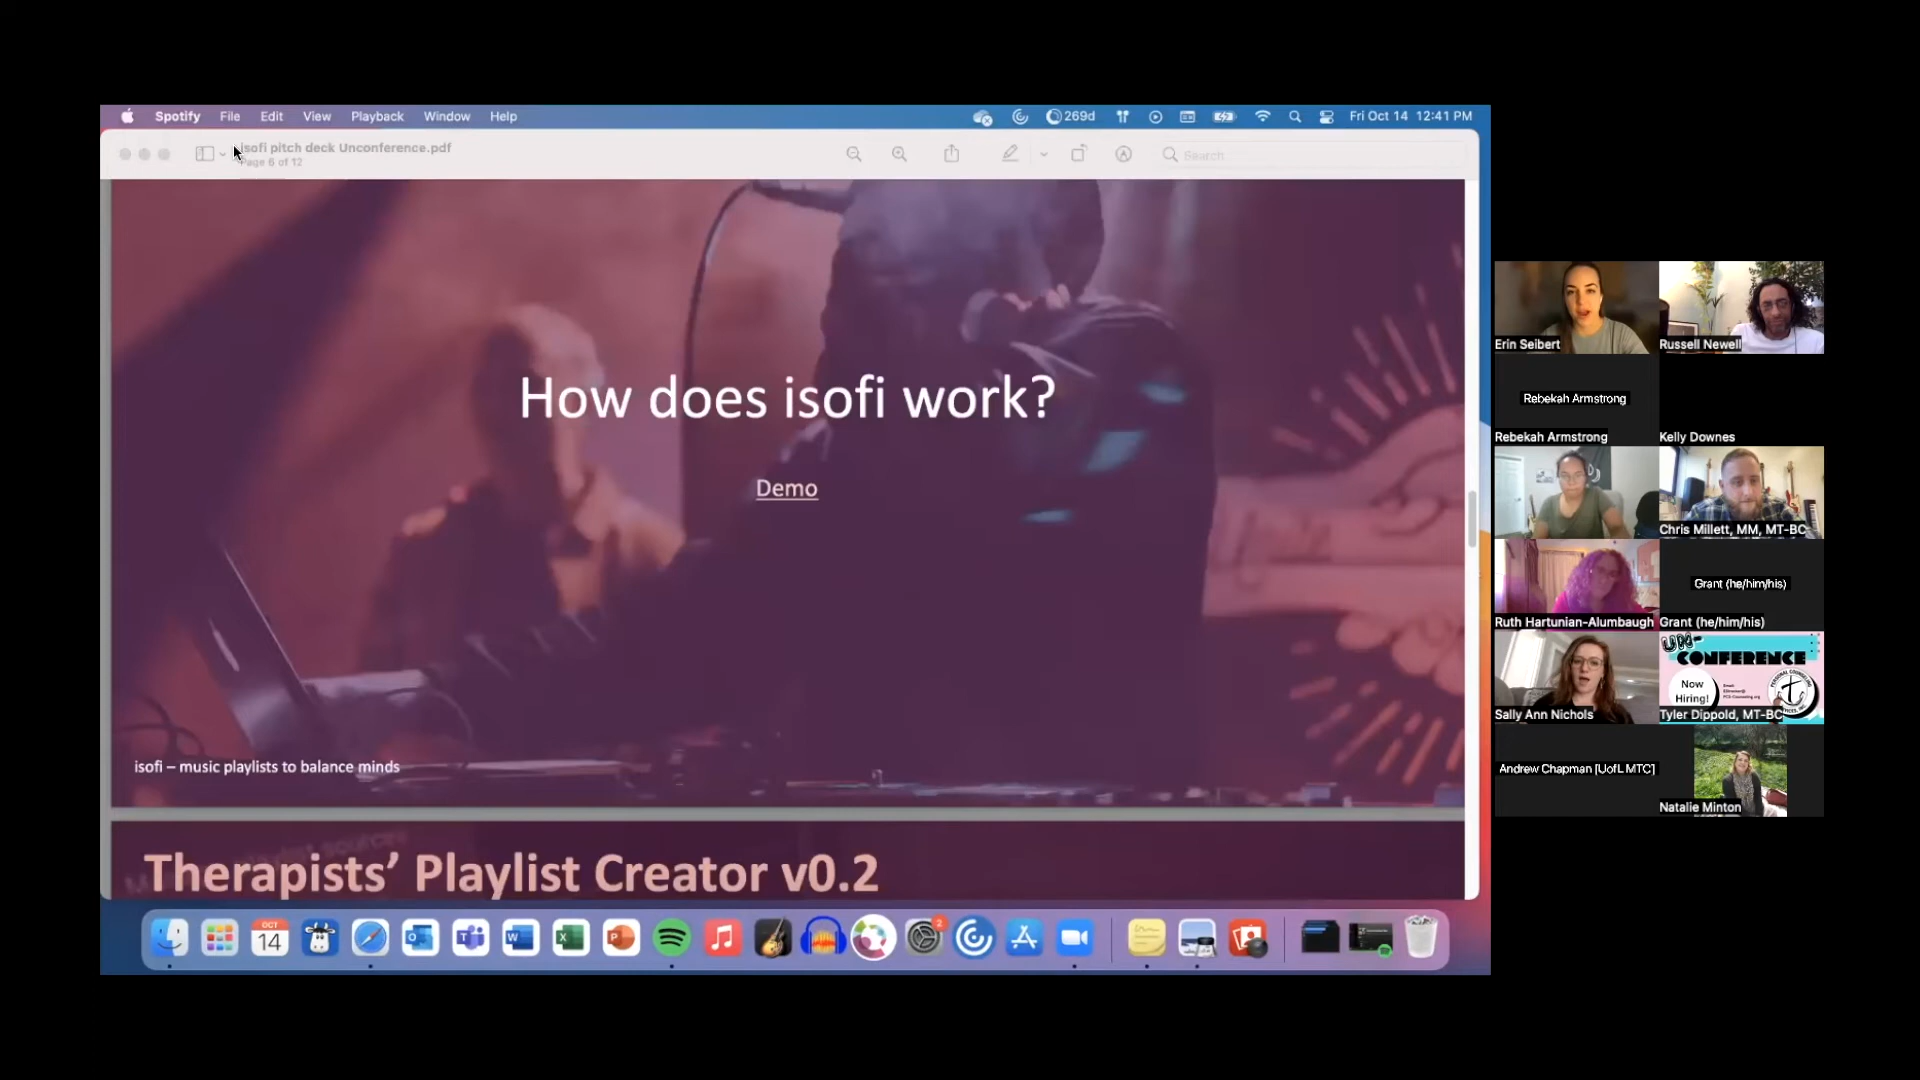 Spotify File Edit View Playback Window Help 269d Fri Oct 14 12:41 PM
isofi pitch deck Unconference.pdf
Page 6 of 12
Search
How does isofi work?
Demo
isofi – music playlists to balance minds
Therapists’ Playlist Creator v0.2
OCT
14
2
Erin Seibert
Russell Newell
Rebekah Armstrong
Rebekah Armstrong
Kelly Downes
Chris Millett, MM, MT-BC
Ruth Hartunian-Alumbaugh
Grant (he/him/his)
Grant (he/him/his)
Sally Ann Nichols
UN-
CONFERENCE
Now
Hiring!
Tyler Dippold, MT-BC
Andrew Chapman [UofL MTC]
Natalie Minton